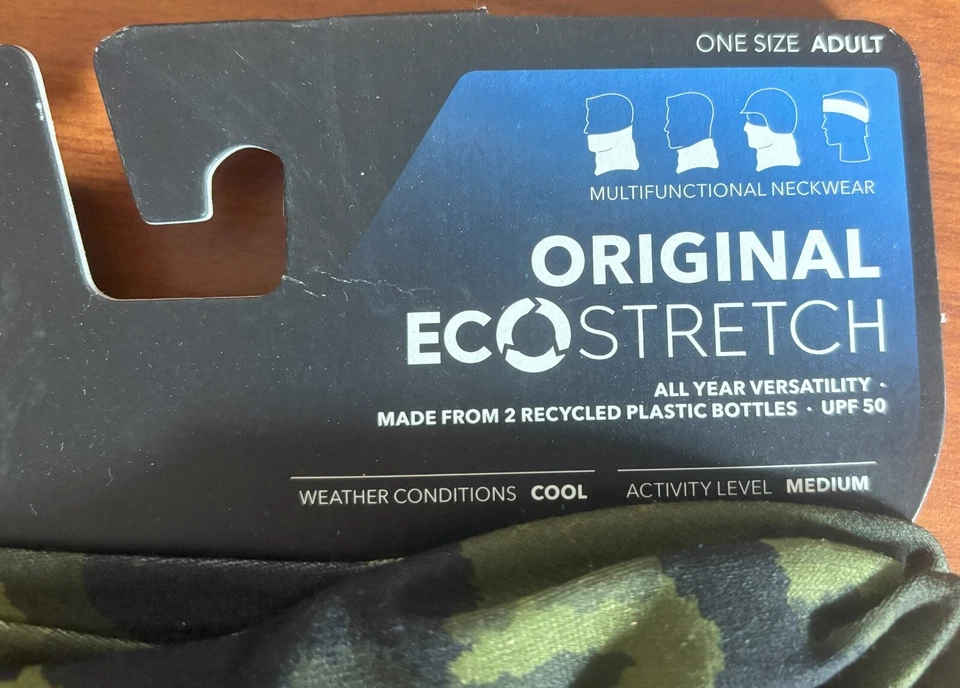 ONE SIZE ADULT
MULTIFUNCTIONAL NECKWEAR
ORIGINAL
ECOSTRETCH
ALL YEAR VERSATILITY ·
MADE FROM 2 RECYCLED PLASTIC BOTTLES · UPF 50
WEATHER CONDITIONS COOL ACTIVITY LEVEL MEDIUM